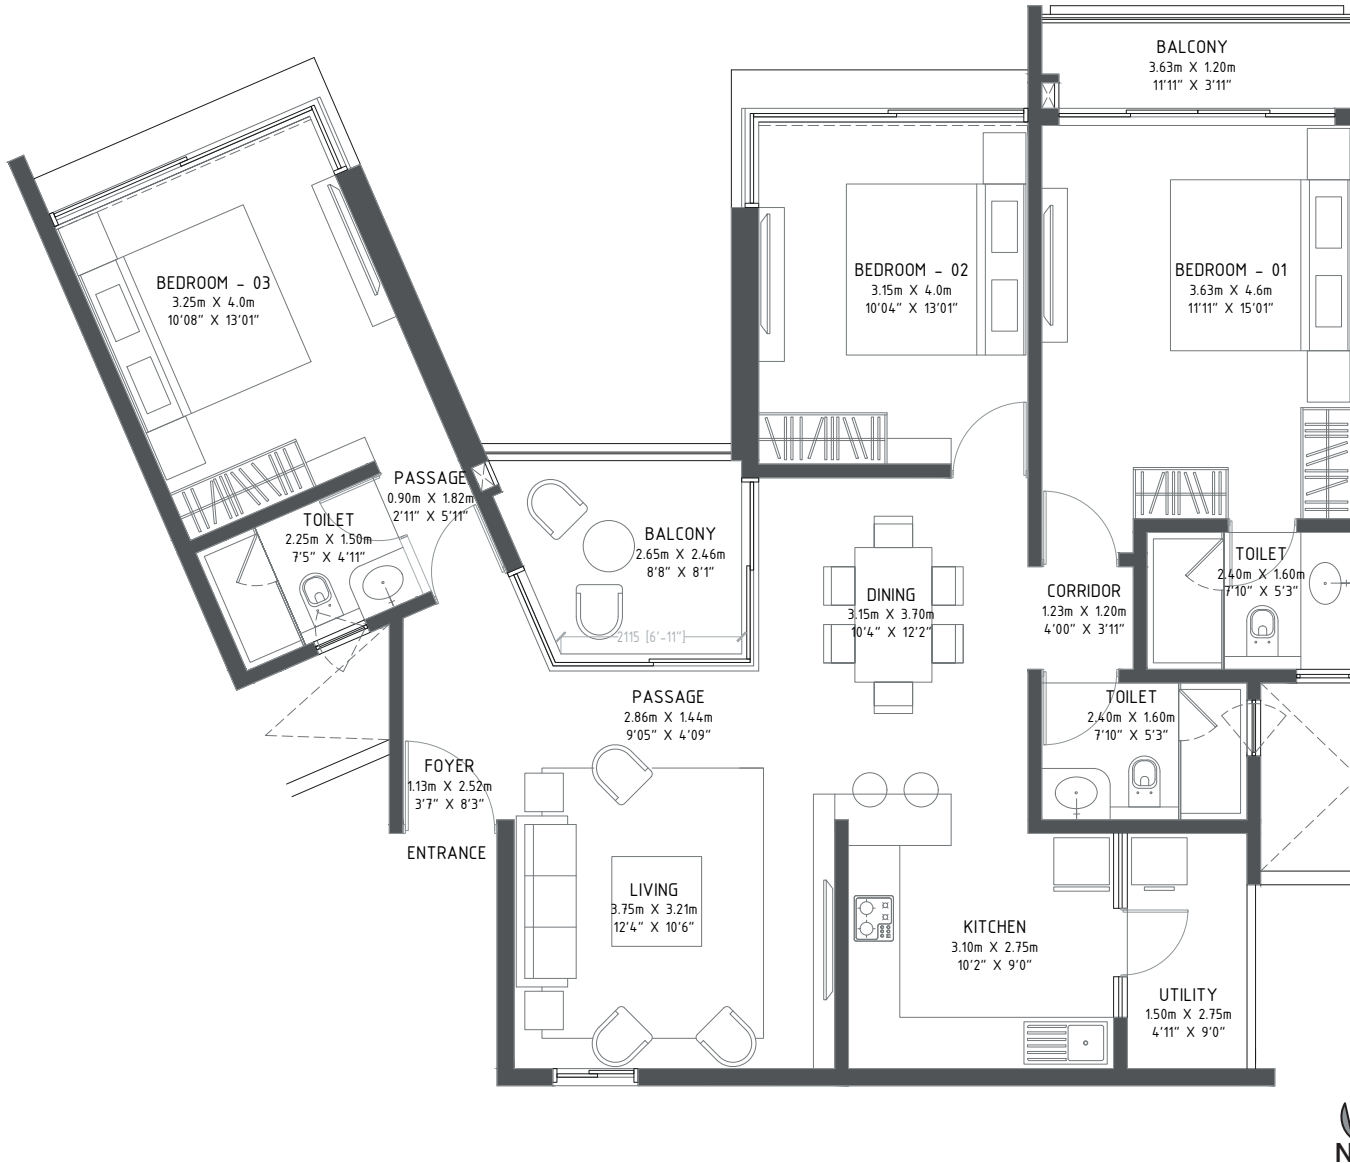 BALCONY
3.63m X 1.20m
11'11" X 3'11"
BEDROOM - 03
3.25m X 4.0m
10'08" X 13'01"
BEDROOM - 02
3.15m X 4.0m
10'04" X 13'01"
BEDROOM - 01
3.63m X 4.6m
11'11" X 15'01"
PASSAGE
0.90m X 1.82m
2'11" X 5'11"
TOILET
2.25m X 1.50m
7'5" X 4'11"
BALCONY
2.65m X 2.46m
8'8" X 8'1"
2115 [6'-11"]
DINING
3.15m X 3.70m
10'4" X 12'2"
CORRIDOR
1.23m X 1.20m
4'00" X 3'11"
TOILET
2.40m X 1.60m
7'10" X 5'3"
PASSAGE
2.86m X 1.44m
9'05" X 4'09"
TOILET
2.40m X 1.60m
7'10" X 5'3"
FOYER
1.13m X 2.52m
3'7" X 8'3"
ENTRANCE
LIVING
3.75m X 3.21m
12'4" X 10'6"
KITCHEN
3.10m X 2.75m
10'2" X 9'0"
UTILITY
1.50m X 2.75m
4'11" X 9'0"
N